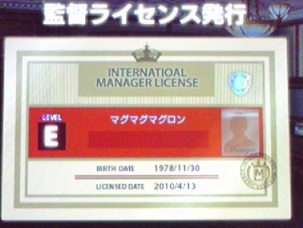 監督ライセンス発行
INTERNATIOAL
MANAGER LICENSE
LEVEL
E
マグマグマグロン
BIRTH DATE 1978/11/30
LICENSED DATE 2010/4/13